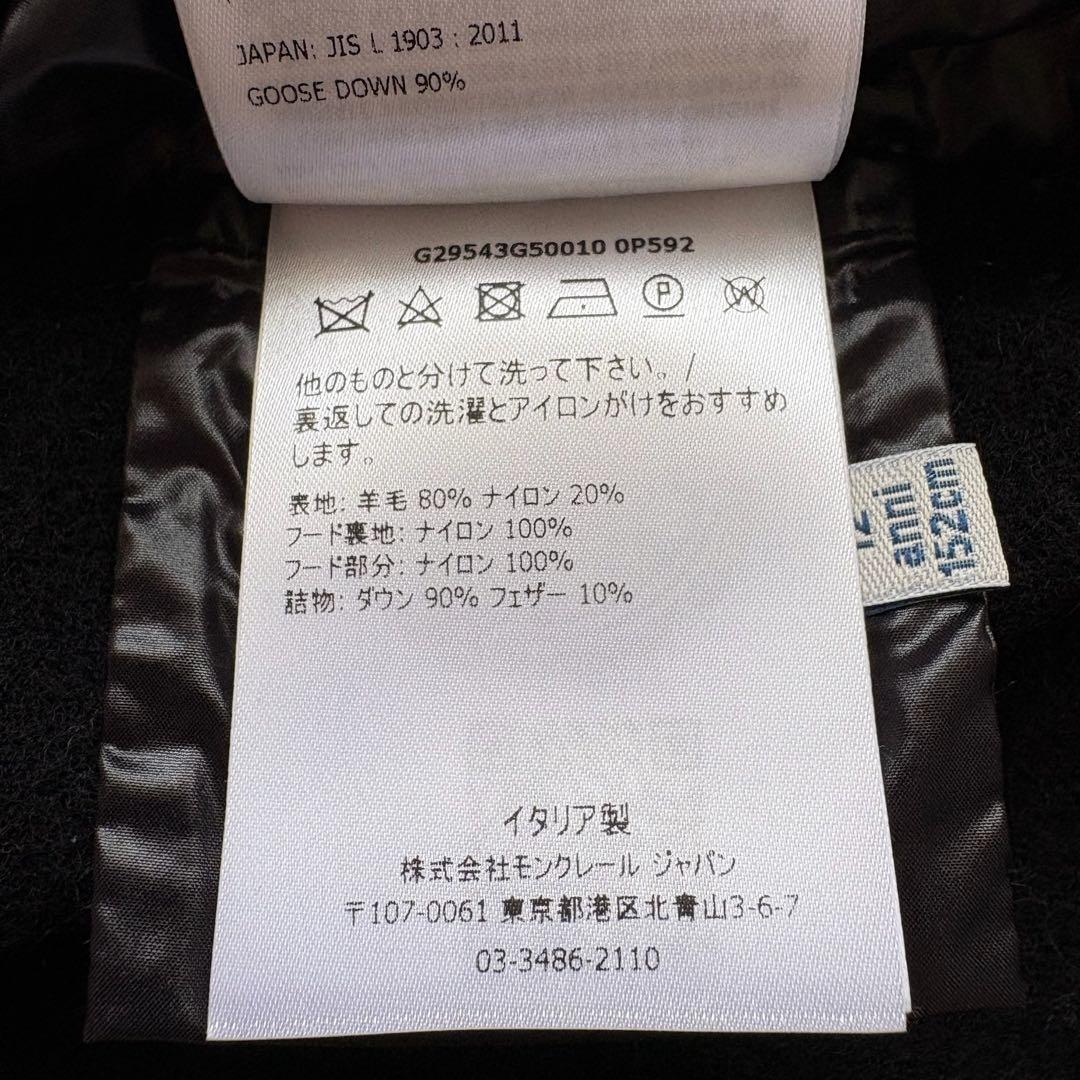 JAPAN: JIS L 1903 : 2011
GOOSE DOWN 90%
G29543G50010 0P592
P
W
他のものと分けて洗って下さい。/
裏返しての洗濯とアイロンがけをおすすめ
します。
表地: 羊毛 80% ナイロン 20%
フード裏地: ナイロン 100%
フード部分: ナイロン 100%
詰物: ダウン 90% フェザー 10%
12
anni
152cm
イタリア製
株式会社モンクレール ジャパン
〒107-0061 東京都港区北青山3-6-7
03-3486-2110